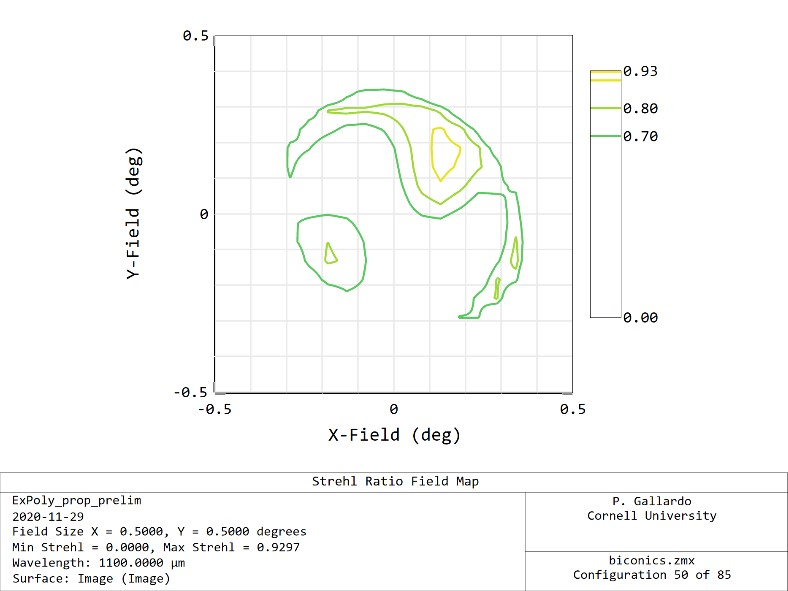 0.5
0
-0.5
Y-Field (deg)
-0.5
0
0.5
X-Field (deg)
0.93
0.80
0.70
0.00
Strehl Ratio Field Map
ExPoly_prop_prelim
2020-11-29
Field Size X = 0.5000, Y = 0.5000 degrees
Min Strehl = 0.0000, Max Strehl = 0.9297
Wavelength: 1100.0000 µm
Surface: Image (Image)
P. Gallardo
Cornell University
biconics.zmx
Configuration 50 of 85